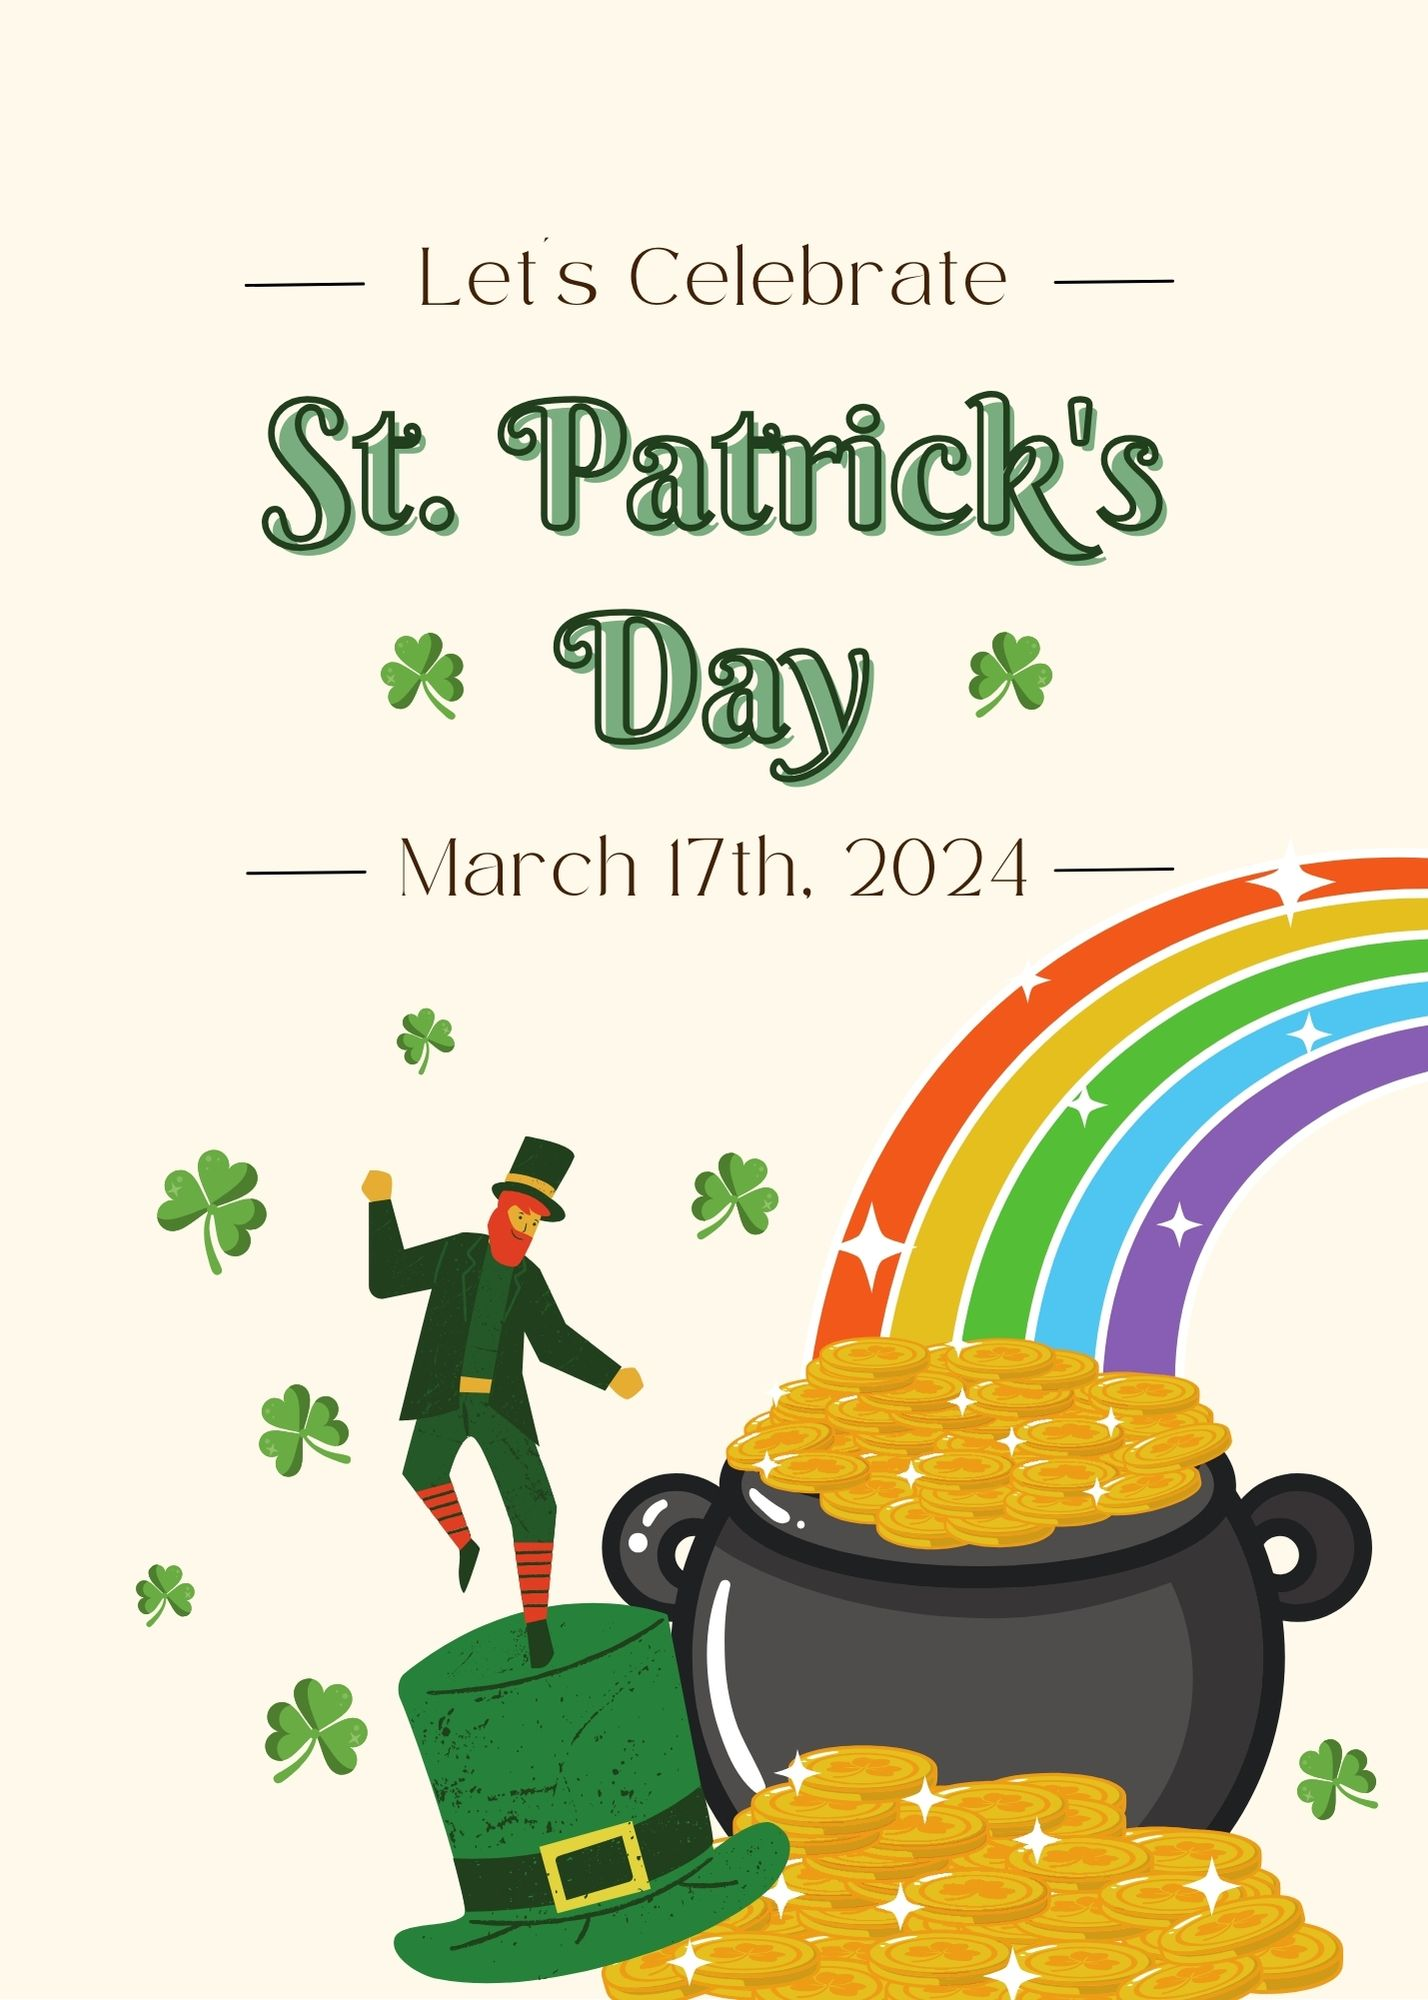 Let's Celebrate
St. Patrick's
Day
March 17th, 2024